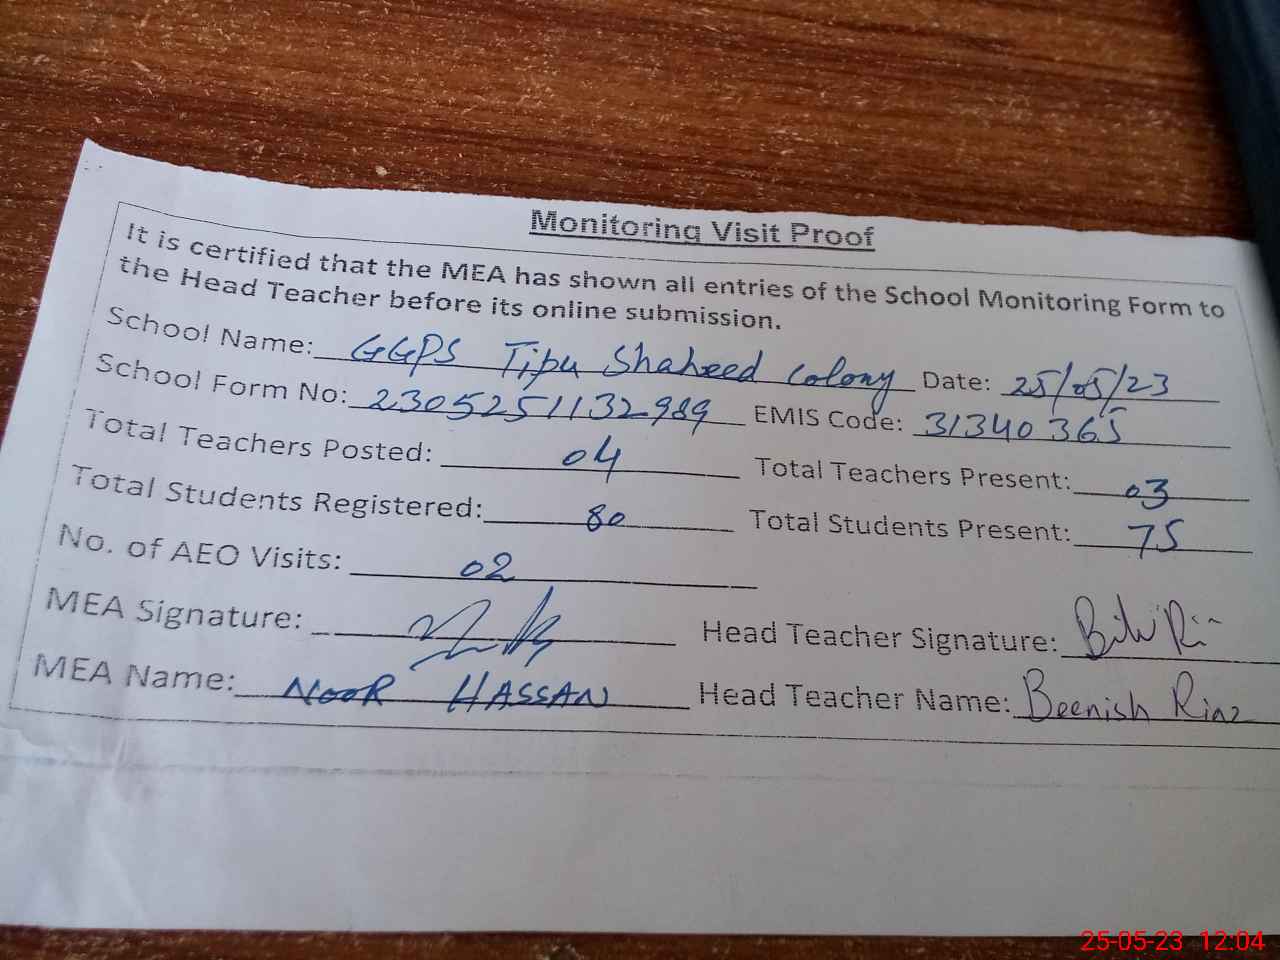 Monitoring Visit Proof
It is certified that the MEA has shown all entries of the School Monitoring Form to
the Head Teacher before its online submission.
School Name: GGPS Tipu Shaheed Colony Date: 25/05/23
School Form No: 2305251132989 EMIS Code: 31340365
Total Teachers Posted: 04 Total Teachers Present: 03
Total Students Registered: 80 Total Students Present: 75
No. of AEO Visits: 02
MEA Signature: Head Teacher Signature:
MEA Name: NOOR HASSAN Head Teacher Name: Beenish Riaz
25-05-23 12:04